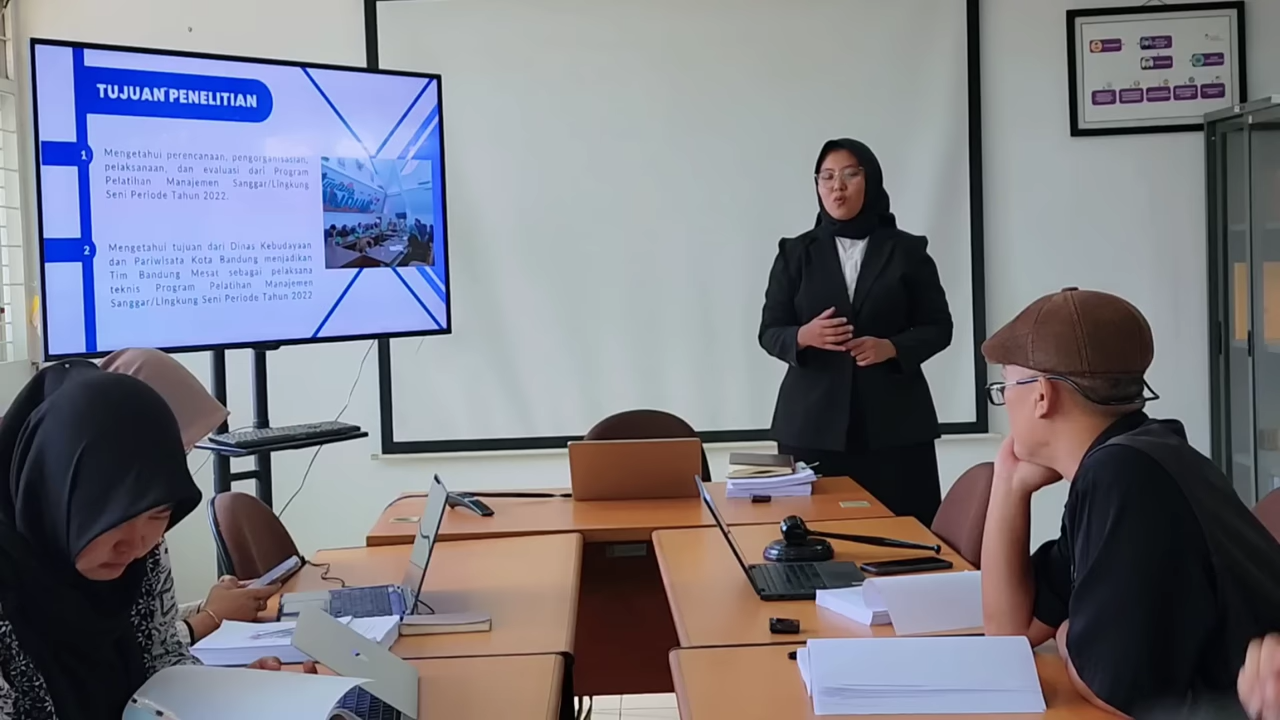 TUJUAN PENELITIAN
1
Mengetahui perencanaan, pengorganisasian,
pelaksanaan, dan evaluasi dari Program
Pelatihan Manajemen Sanggar/Lingkung
Seni Periode Tahun 2022.
2
Mengetahui tujuan dari Dinas Kebudayaan
dan Pariwisata Kota Bandung menjadikan
Tim Bandung Mesat sebagai pelaksana
teknis Program Pelatihan Manajemen
Sanggar/Lingkung Seni Periode Tahun 2022